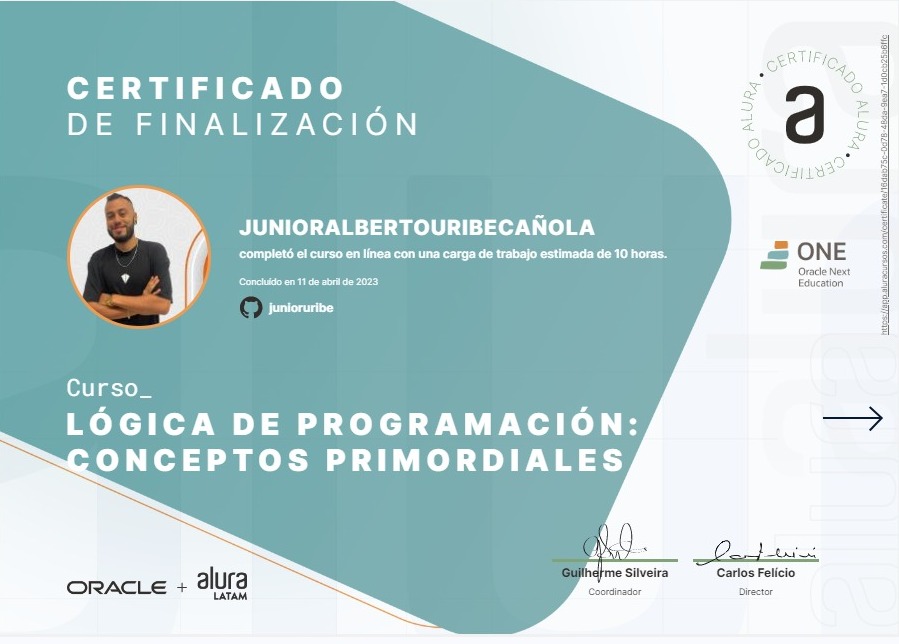 CERTIFICADO
DE FINALIZACIÓN
JUNIORALBERTOURIBECAÑOLA
completó el curso en línea con una carga de trabajo estimada de 10 horas.
Concluido en 11 de abril de 2023
junioruribe
Curso_
LÓGICA DE PROGRAMACIÓN:
CONCEPTOS PRIMORDIALES
ORACLE + alura
LATAM
Guilherme Silveira
Coordinador
Carlos Felício
Director
CERTIFICADO ALURA • CERTIFICADO ALURA •
a
ONE
Oracle Next
Education